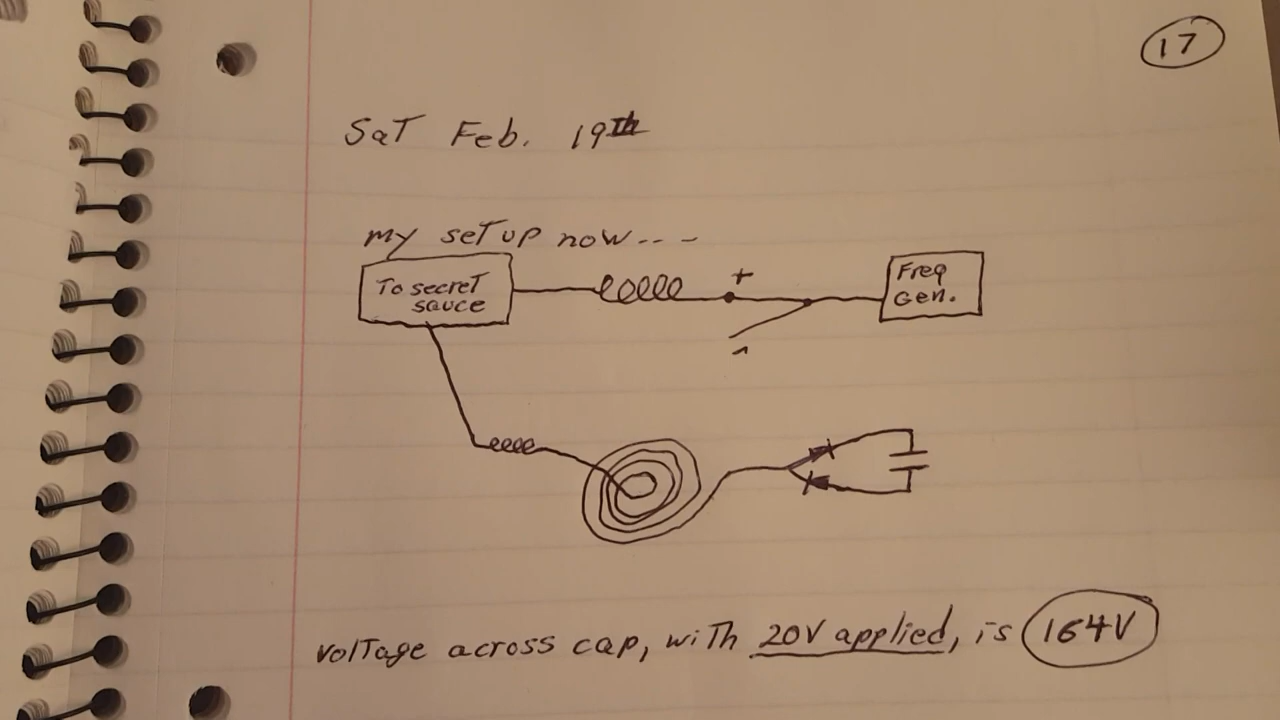 17
Sat Feb. 19th
my setup now....
To secret
sauce
+
-
Freq
Gen.
voltage across cap, with 20V applied, is 164V